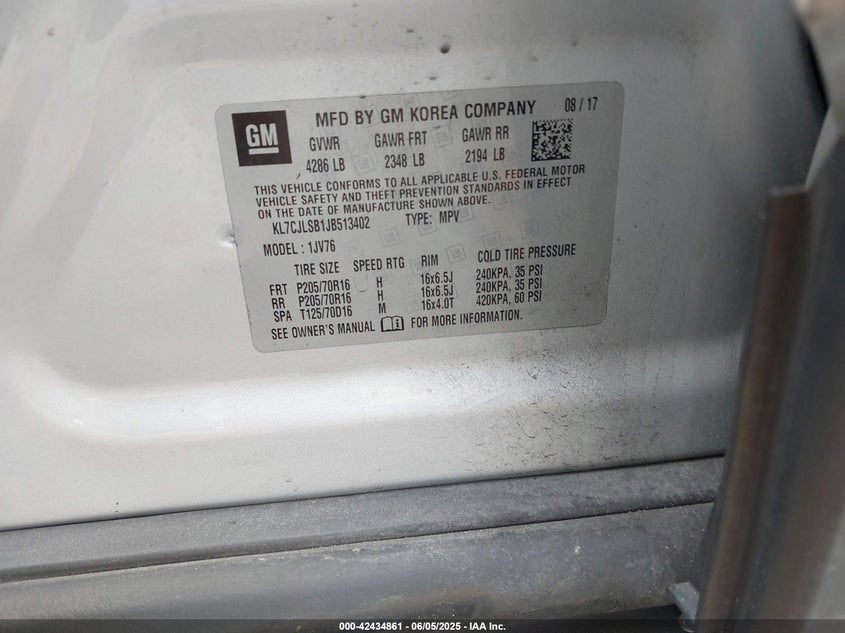 GM
MFD BY GM KOREA COMPANY 08 / 17
GVWR GAWR FRT GAWR RR
4286 LB 2348 LB 2194 LB
THIS VEHICLE CONFORMS TO ALL APPLICABLE U.S. FEDERAL MOTOR
VEHICLE SAFETY AND THEFT PREVENTION STANDARDS IN EFFECT
ON THE DATE OF MANUFACTURE SHOWN ABOVE.
KL7CJLSB1JB513402 TYPE: MPV
MODEL : 1JV76
TIRE SIZE SPEED RTG RIM COLD TIRE PRESSURE
FRT P205/70R16 H 16x6.5J 240KPA, 35 PSI
RR P205/70R16 H 16x6.5J 240KPA, 35 PSI
SPA T125/70D16 M 16x4.0T 420KPA, 60 PSI
SEE OWNER'S MANUAL FOR MORE INFORMATION.
000-42434861 - 06/05/2025 - IAA Inc.